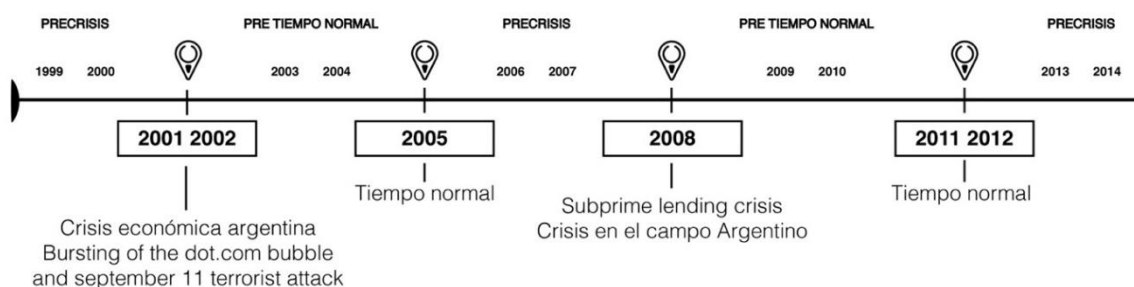 PRECRISIS PRE TIEMPO NORMAL PRECRISIS PRE TIEMPO NORMAL PRECRISIS
1999 2000 2003 2004 2006 2007 2009 2010 2013 2014
2001 2002 2005 2008 2011 2012
Tiempo normal
Tiempo normal
Subprime lending crisis
Crisis en el campo Argentino
Crisis económica argentina
Bursting of the dot.com bubble
and september 11 terrorist attack